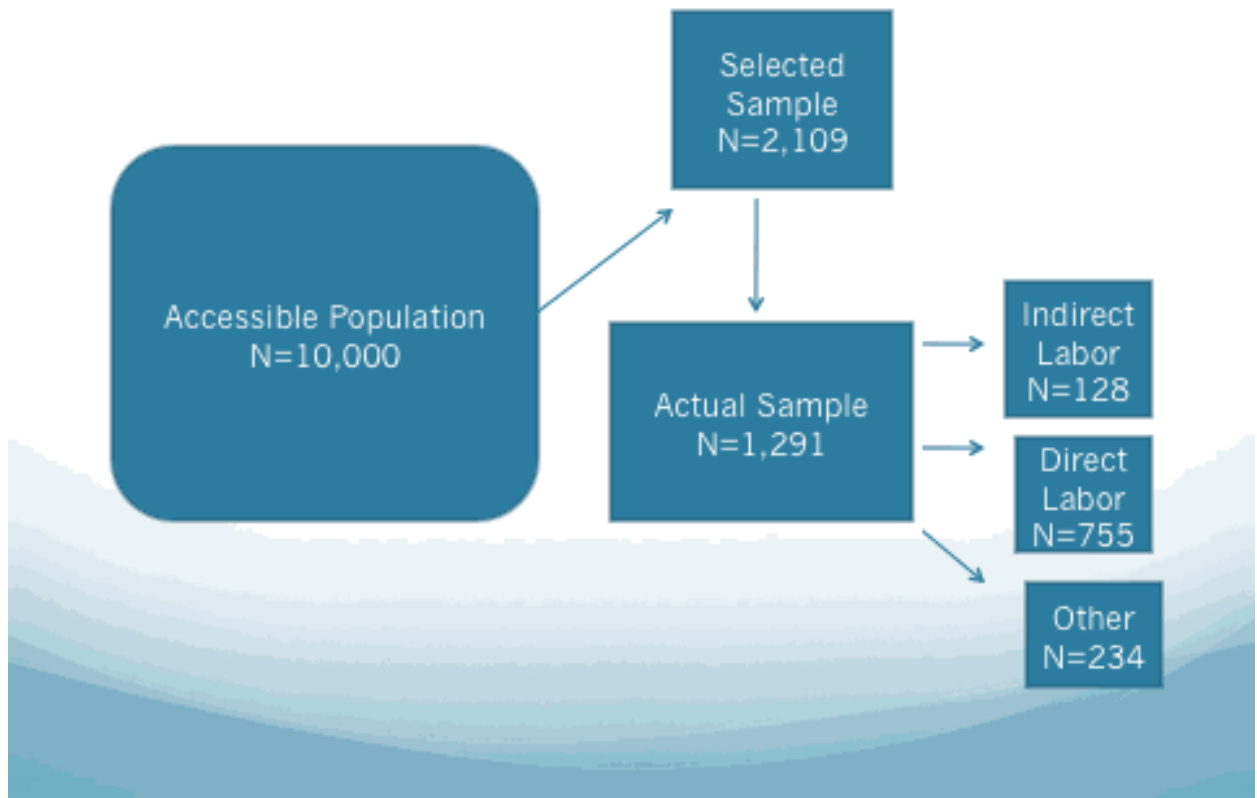 Selected
Sample
N=2,109
Accessible Population
N=10,000
Actual Sample
N=1,291
Indirect
Labor
N=128
Direct
Labor
N=755
Other
N=234